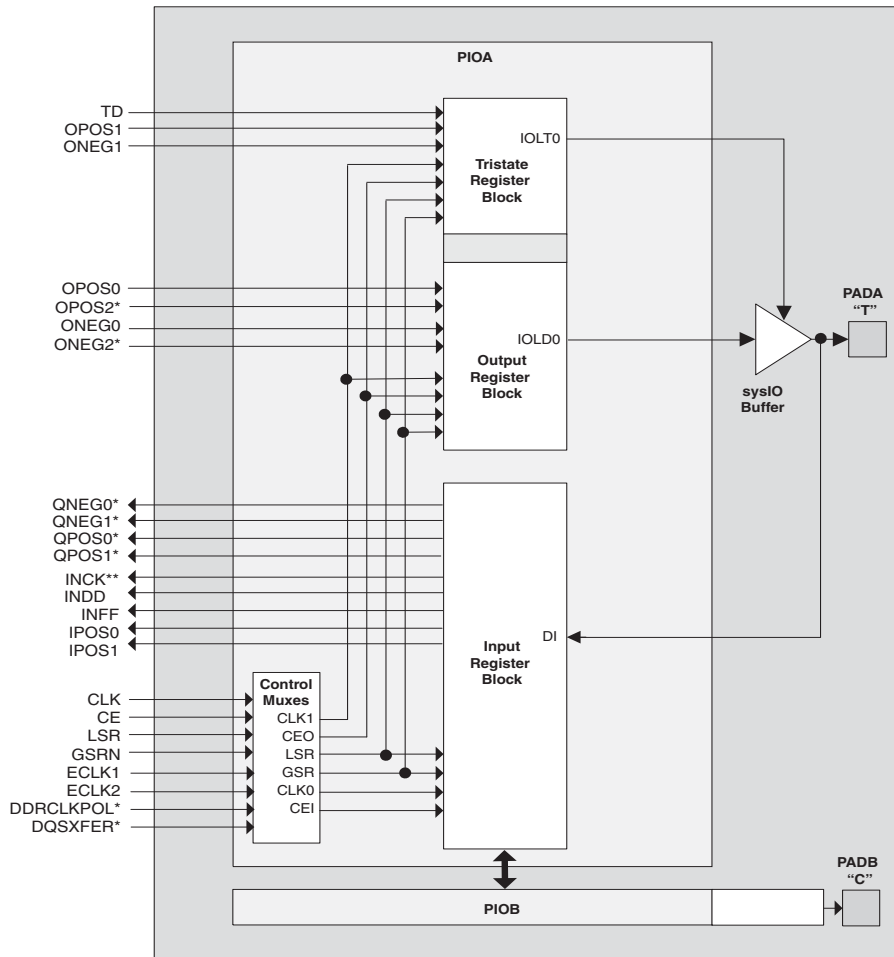 PIOA
TD
OPOS1
ONEG1
IOLT0
Tristate
Register
Block
OPOS0
OPOS2*
ONEG0
ONEG2*
IOLD0
Output
Register
Block
sysIO
Buffer
PADA
“T”
QNEG0*
QNEG1*
QPOS0*
QPOS1*
INCK**
INDD
INFF
IPOS0
IPOS1
DI
Input
Register
Block
CLK
CE
LSR
GSRN
ECLK1
ECLK2
DDRCLKPOL*
DQSXFER*
Control
Muxes
CLK1
CEO
LSR
GSR
CLK0
CEI
PADB
“C”
PIOB